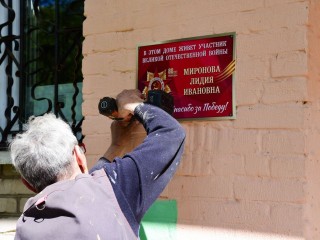 В ЭТОМ ДОМЕ ЖИВЕТ УЧАСТНИК
ВЕЛИКОЙ ОТЕЧЕСТВЕННОЙ ВОЙНЫ
МИРОНОВА
ЛИДИЯ
ИВАНОВНА
Спасибо за Победу!